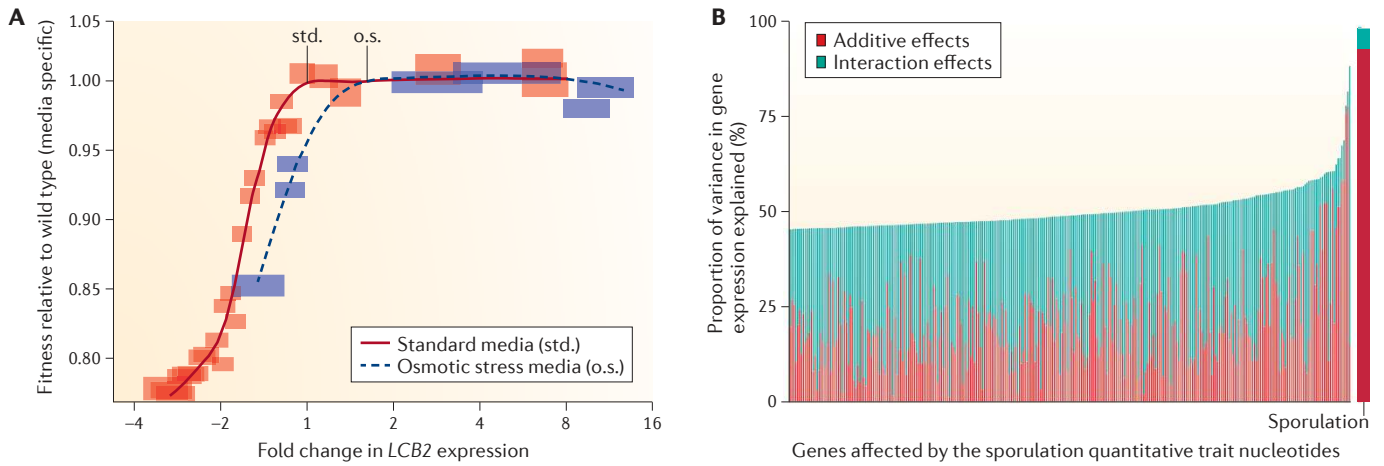 A
Fitness relative to wild type (media specific)
1.05
1.00
0.95
0.90
0.85
0.80
std.
o.s.
Standard media (std.)
Osmotic stress media (o.s.)
–4
–2
1
2
4
8
16
Fold change in LCB2 expression
B
Proportion of variance in gene
expression explained (%)
100
75
50
25
0
Additive effects
Interaction effects
Sporulation
Genes affected by the sporulation quantitative trait nucleotides